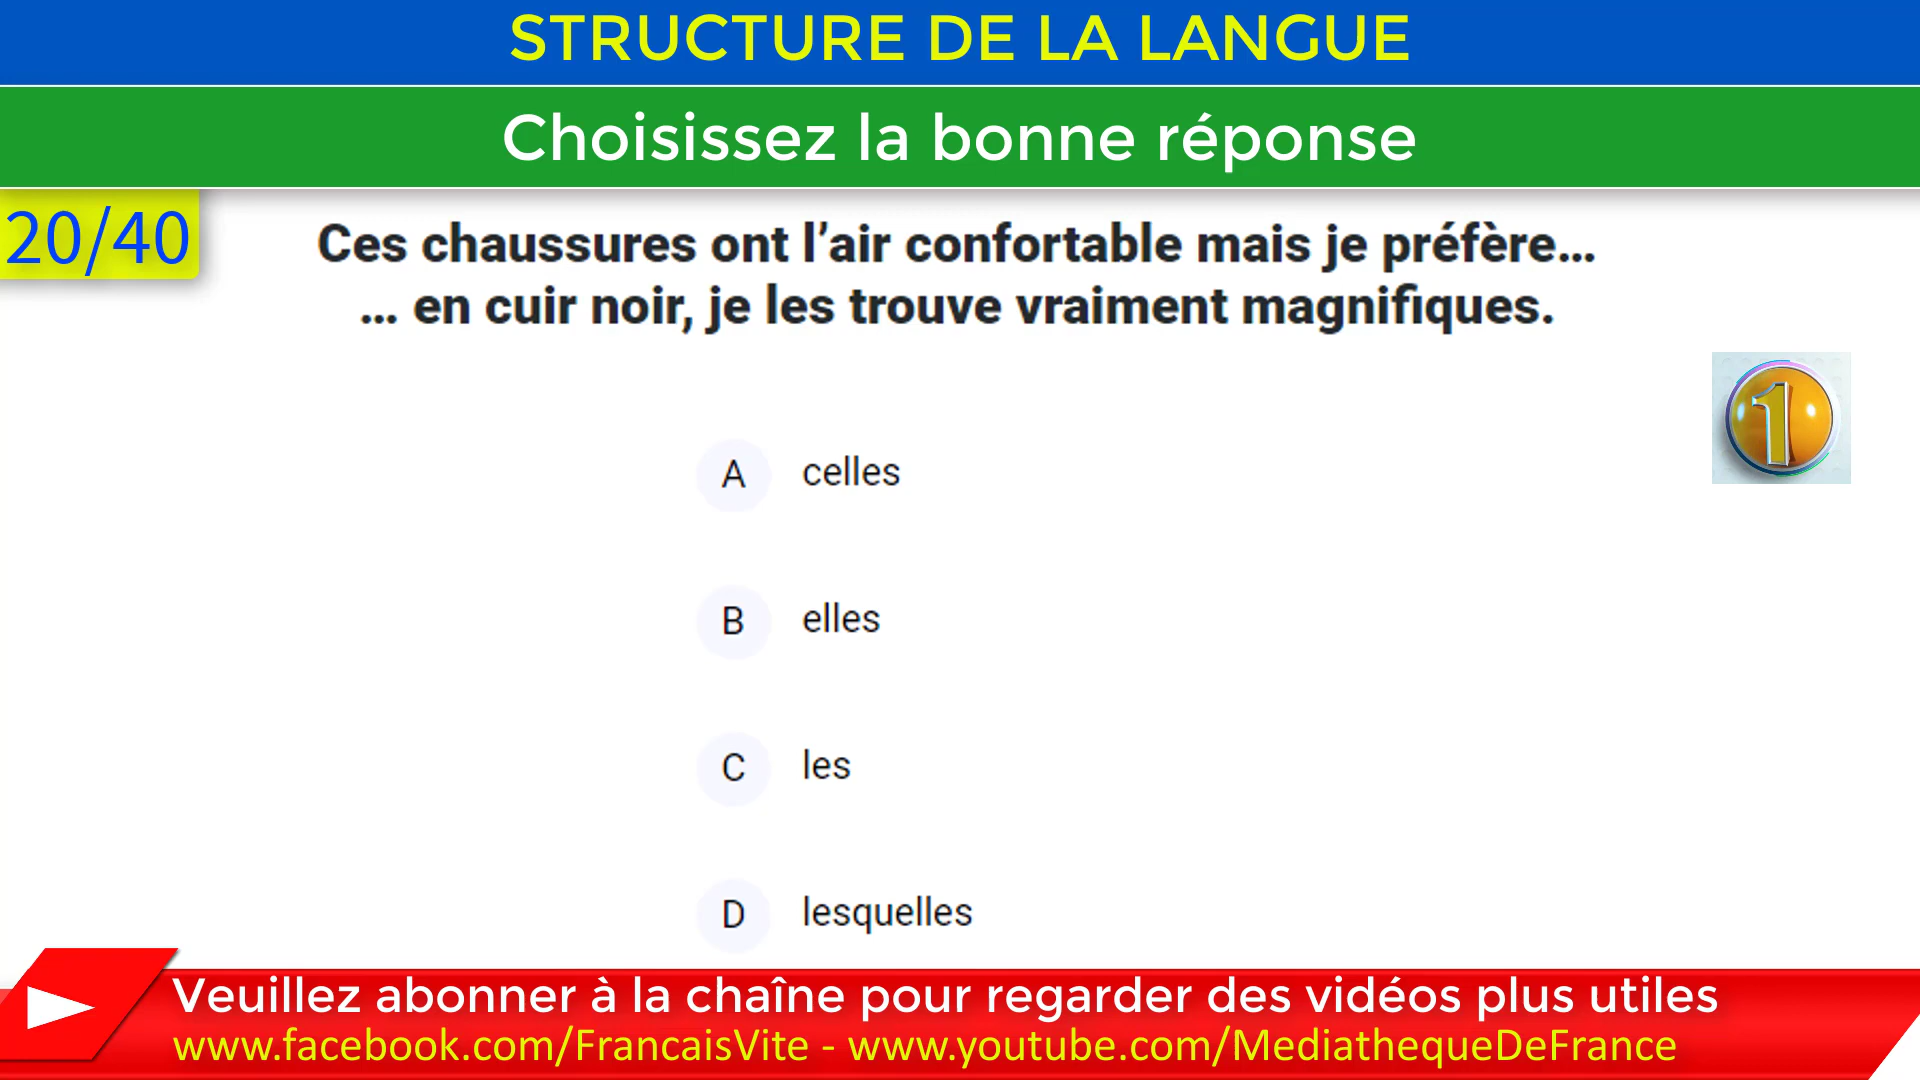 STRUCTURE DE LA LANGUE
Choisissez la bonne réponse
20/40
Ces chaussures ont l’air confortable mais je préfère...
... en cuir noir, je les trouve vraiment magnifiques.
1
A celles
B elles
C les
D lesquelles
Veuillez abonner à la chaîne pour regarder des vidéos plus utiles
www.facebook.com/FrancaisVite - www.youtube.com/MediathequeDeFrance